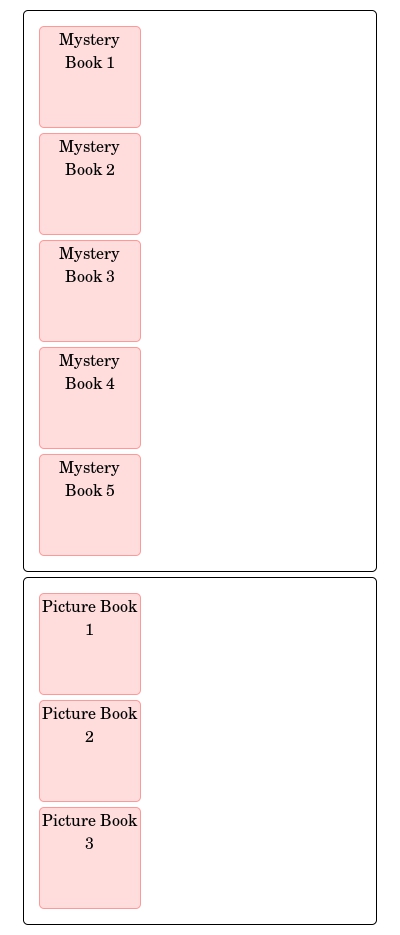 Mystery
Book 1
Mystery
Book 2
Mystery
Book 3
Mystery
Book 4
Mystery
Book 5
Picture Book
1
Picture Book
2
Picture Book
3